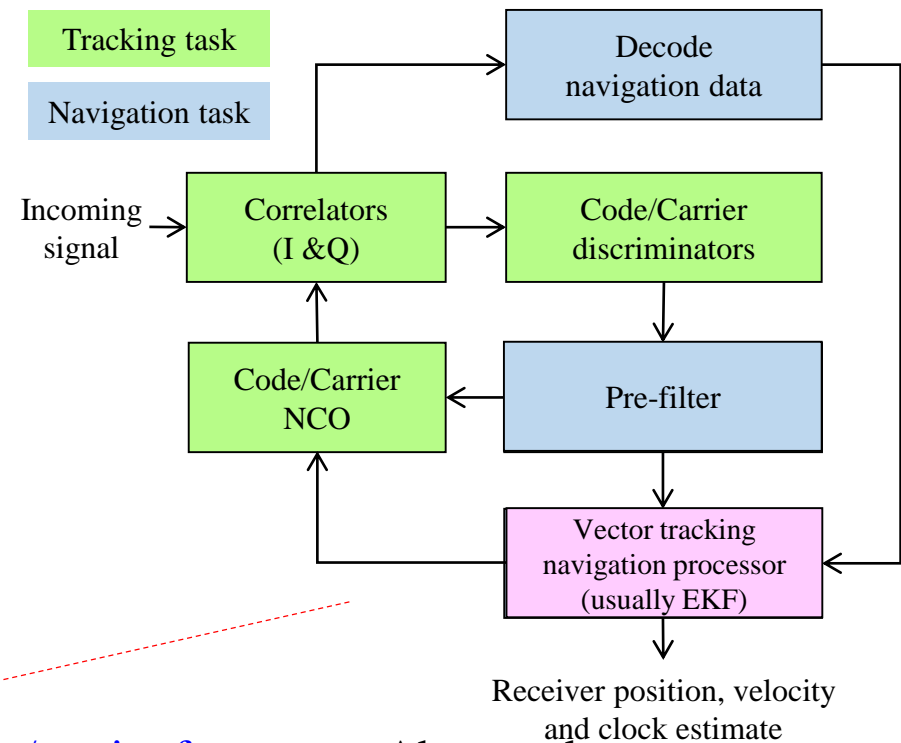 Tracking task
Navigation task
Decode
navigation data
Incoming
signal
Correlators
(I &Q)
Code/Carrier
discriminators
Code/Carrier
NCO
Pre-filter
Vector tracking
navigation processor
(usually EKF)
Receiver position, velocity
and clock estimate